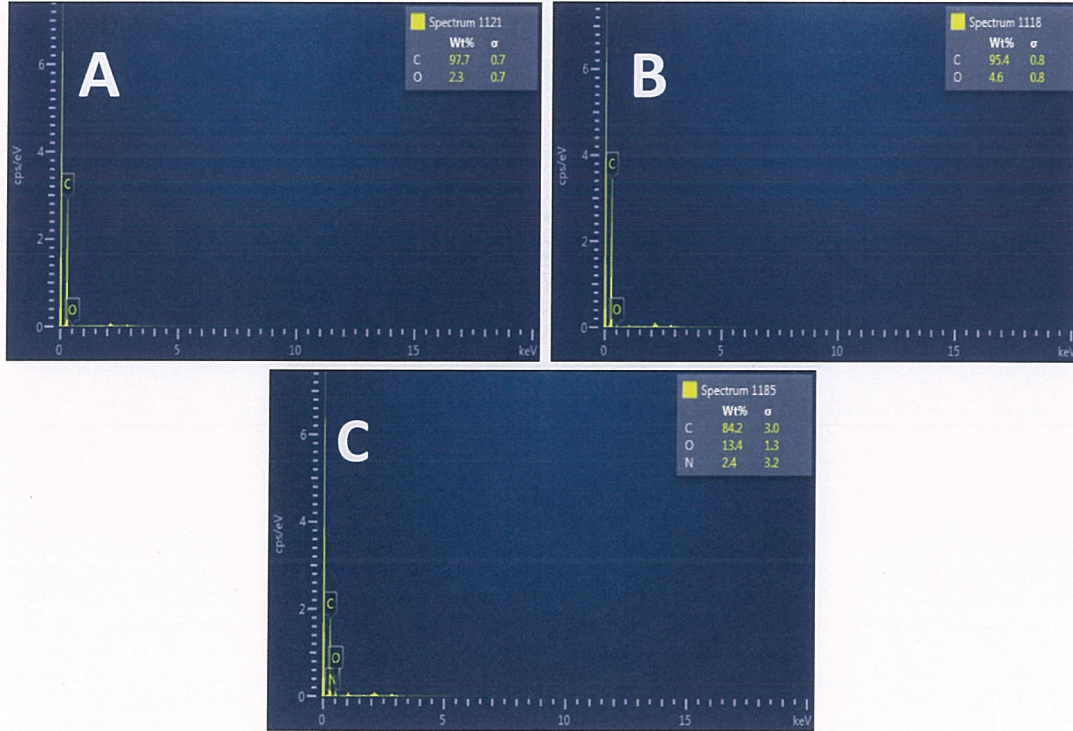 A
Spectrum 1121
Wt% σ
C 97.7 0.7
O 2.3 0.7
6
4
2
0
cps/eV
C
O
0 5 10 15 keV
B
Spectrum 1118
Wt% σ
C 95.4 0.8
O 4.6 0.8
6
4
2
0
cps/eV
C
O
0 5 10 15 keV
C
Spectrum 1185
Wt% σ
C 84.2 3.0
O 13.4 1.3
N 2.4 3.2
6
4
2
0
cps/eV
C
O
N
0 5 10 15 keV